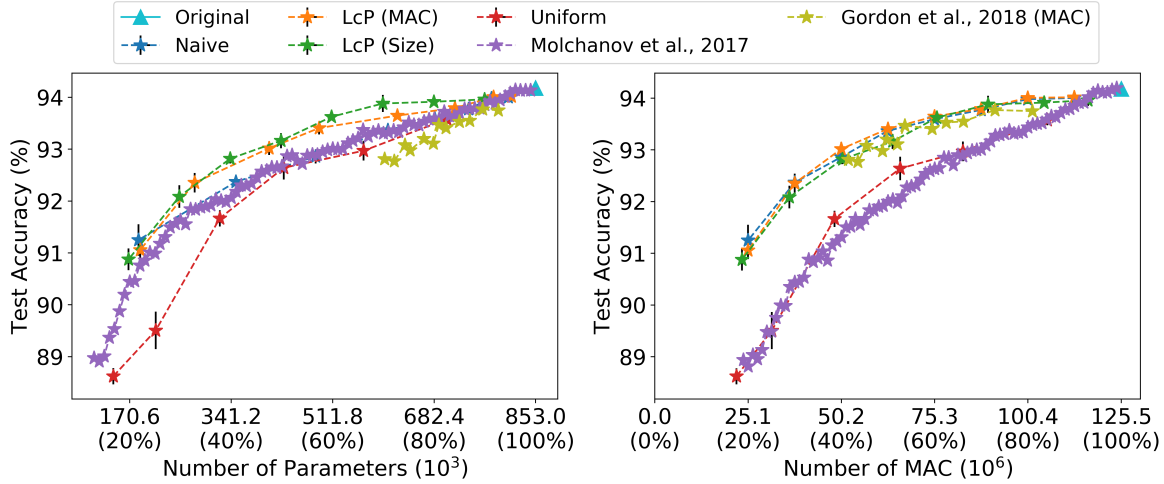 Original
Naive
LcP (MAC)
LcP (Size)
Uniform
Molchanov et al., 2017
Gordon et al., 2018 (MAC)
Test Accuracy (%)
94
93
92
91
90
89
170.6 341.2 511.8 682.4 853.0
(20%) (40%) (60%) (80%) (100%)
Number of Parameters (10³)
Test Accuracy (%)
94
93
92
91
90
89
0.0 25.1 50.2 75.3 100.4 125.5
(0%) (20%) (40%) (60%) (80%) (100%)
Number of MAC (10⁶)